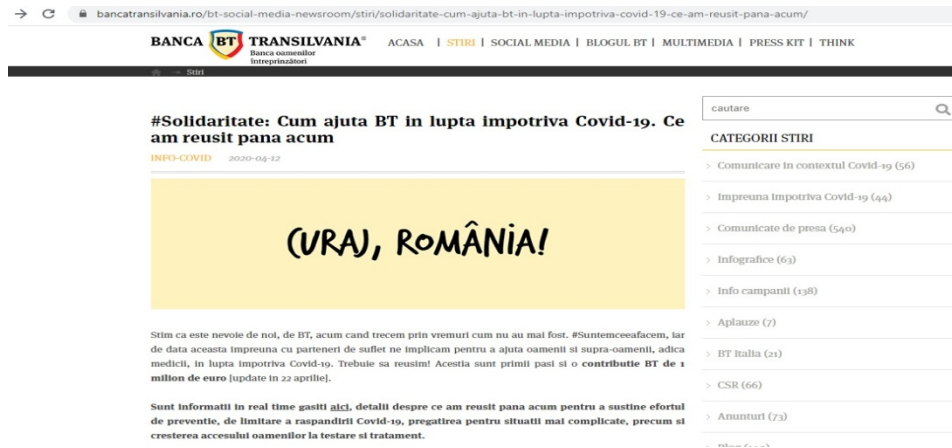 bancatransilvania.ro/bt-social-media-newsroom/stiri/solidaritate-cum-ajuta-bt-in-lupta-impotriva-covid-19-ce-am-reusit-pana-acum/
BANCA BT TRANSILVANIA®
Banca oamenilor
întreprinzători
ACASA | STIRI | SOCIAL MEDIA | BLOGUL BT | MULTIMEDIA | PRESS KIT | THINK
→ Stiri
#Solidaritate: Cum ajuta BT in lupta impotriva Covid-19. Ce
am reusit pana acum
INFO-COVID 2020-04-12
CURAJ, ROMÂNIA!
Stim ca este nevoie de noi, de BT, acum cand trecem prin vremuri cum nu au mai fost. #Suntemceeafacem, iar
de data aceasta impreuna cu parteneri de suflet ne implicam pentru a ajuta oamenii si supra-oamenii, adica
medicii, in lupta impotriva Covid-19. Trebuie sa reusim! Acestia sunt primii pasi si o contributie BT de 1
milion de euro [update in 22 aprilie].
Sunt informatii in real time gasiti aici, detalii despre ce am reusit pana acum pentru a sustine efortul
de preventie, de limitare a raspandirii Covid-19, pregatirea pentru situatii mai complicate, precum si
cresterea accesului oamenilor la testare si tratament.
cautare
CATEGORII STIRI
> Comunicare in contextul Covid-19 (56)
> Impreuna impotriva Covid-19 (44)
> Comunicate de presa (540)
> Infografice (63)
> Info campanii (138)
> Aplauze (7)
> BT Italia (21)
> CSR (66)
> Anunturi (73)